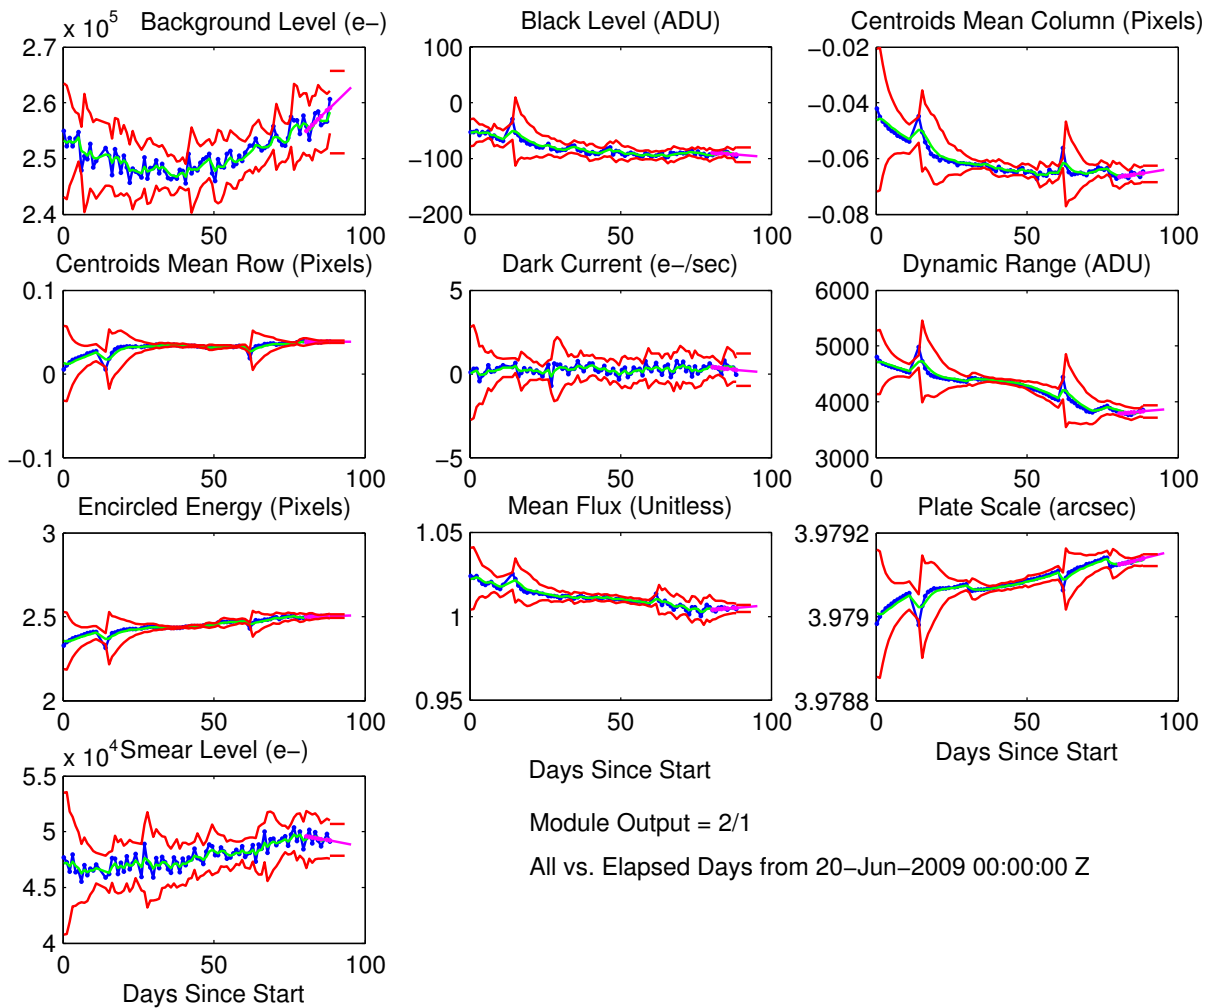 x 10^5 Background Level (e−)
2.7
2.6
2.5
2.4
0 50 100
Black Level (ADU)
100
0
−100
−200
0 50 100
Centroids Mean Column (Pixels)
−0.02
−0.04
−0.06
−0.08
0 50 100
Centroids Mean Row (Pixels)
0.1
0
−0.1
0 50 100
Dark Current (e−/sec)
5
0
−5
0 50 100
Dynamic Range (ADU)
6000
5000
4000
3000
0 50 100
Encircled Energy (Pixels)
3
2.5
2
0 50 100
Mean Flux (Unitless)
1.05
1
0.95
0 50 100
Plate Scale (arcsec)
3.9792
3.979
3.9788
0 50 100
Days Since Start
x 10^4 Smear Level (e−)
5.5
5
4.5
4
0 50 100
Days Since Start
Days Since Start
Module Output = 2/1
All vs. Elapsed Days from 20−Jun−2009 00:00:00 Z